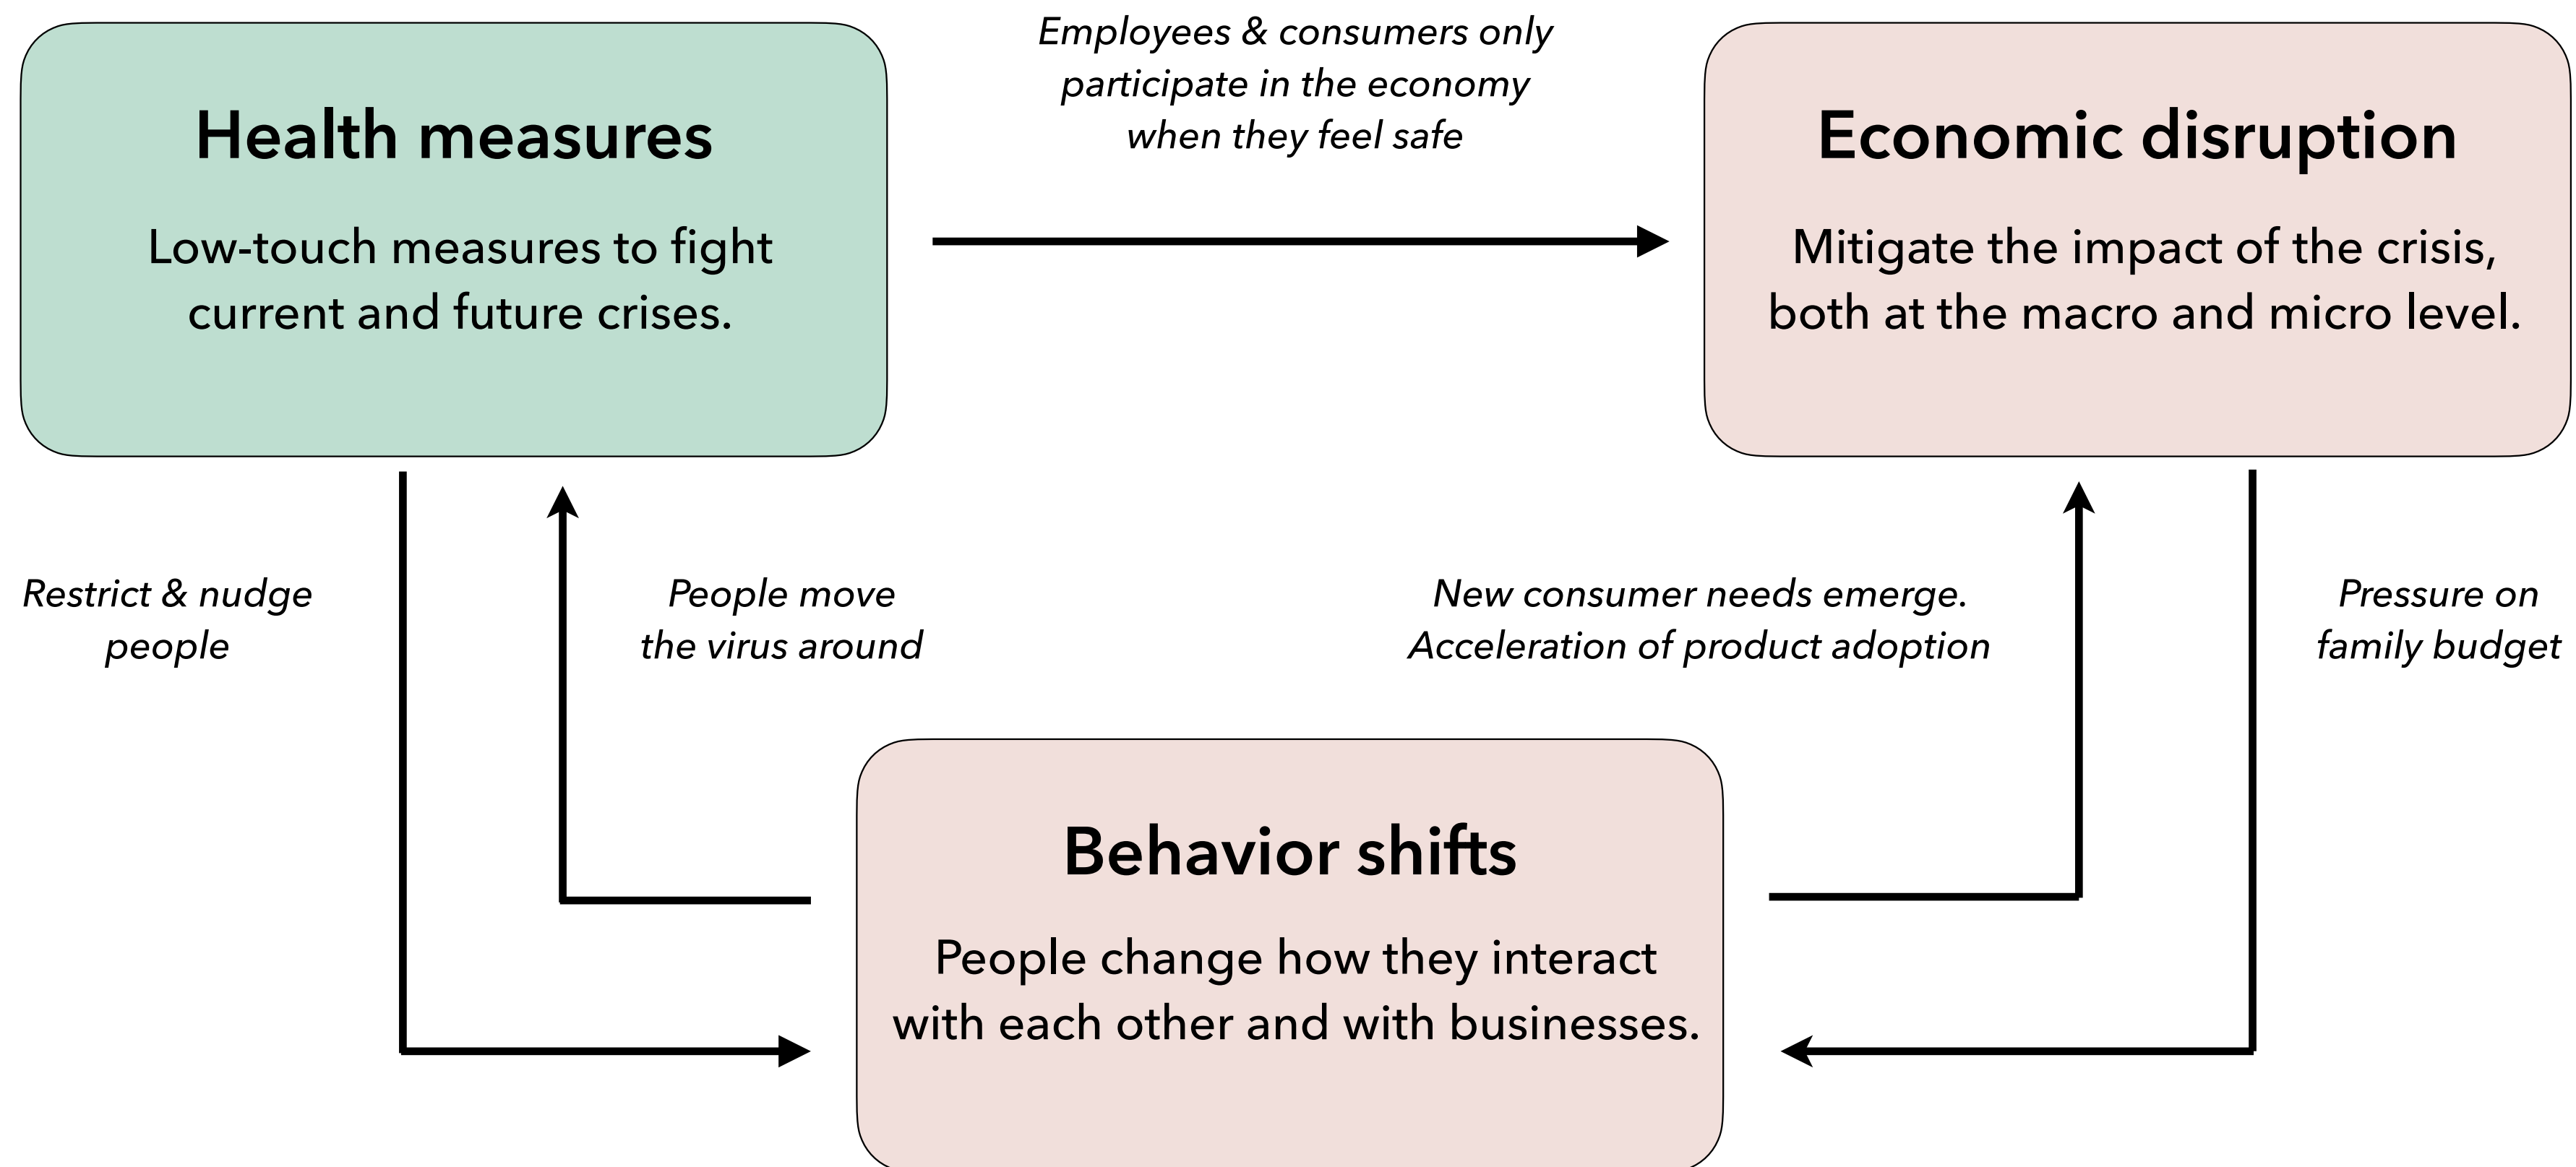 Employees & consumers only
participate in the economy
when they feel safe
Health measures
Low-touch measures to fight
current and future crises.
Economic disruption
Mitigate the impact of the crisis,
both at the macro and micro level.
Restrict & nudge
people
People move
the virus around
New consumer needs emerge.
Acceleration of product adoption
Pressure on
family budget
Behavior shifts
People change how they interact
with each other and with businesses.